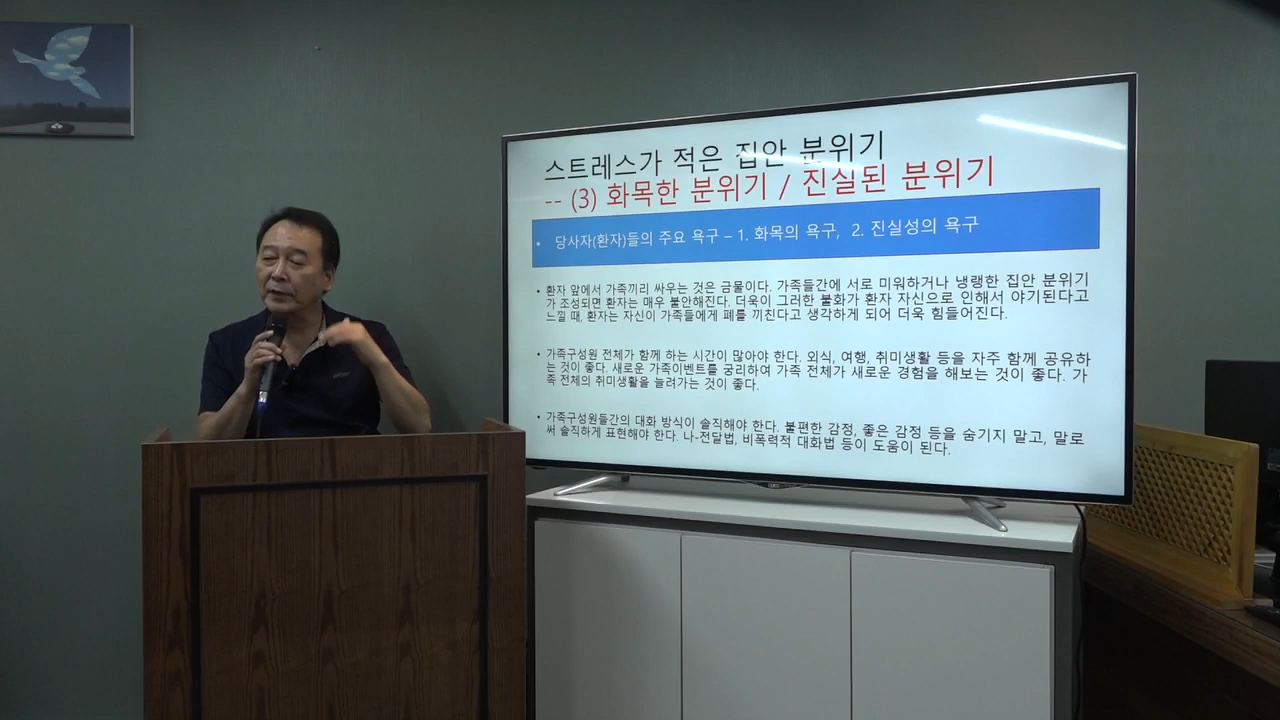 스트레스가 적은 집안 분위기
-- (3) 화목한 분위기 / 진실된 분위기
• 당사자(환자)들의 주요 욕구 – 1. 화목의 욕구, 2. 진실성의 욕구
• 환자 앞에서 가족끼리 싸우는 것은 금물이다. 가족들간에 서로 미워하거나 냉랭한 집안 분위기
가 조성되면 환자는 매우 불안해진다. 더욱이 그러한 불화가 환자 자신으로 인해서 야기된다고
느낄 때, 환자는 자신이 가족들에게 폐를 끼친다고 생각하게 되어 더욱 힘들어진다.
• 가족구성원 전체가 함께 하는 시간이 많아야 한다. 외식, 여행, 취미생활 등을 자주 함께 공유하
는 것이 좋다. 새로운 가족이벤트를 궁리하여 가족 전체가 새로운 경험을 해보는 것이 좋다. 가
족 전체의 취미생활을 늘려가는 것이 좋다.
• 가족구성원들간의 대화 방식이 솔직해야 한다. 불편한 감정, 좋은 감정 등을 숨기지 말고, 말로
써 솔직하게 표현해야 한다. 나-전달법, 비폭력적 대화법 등이 도움이 된다.